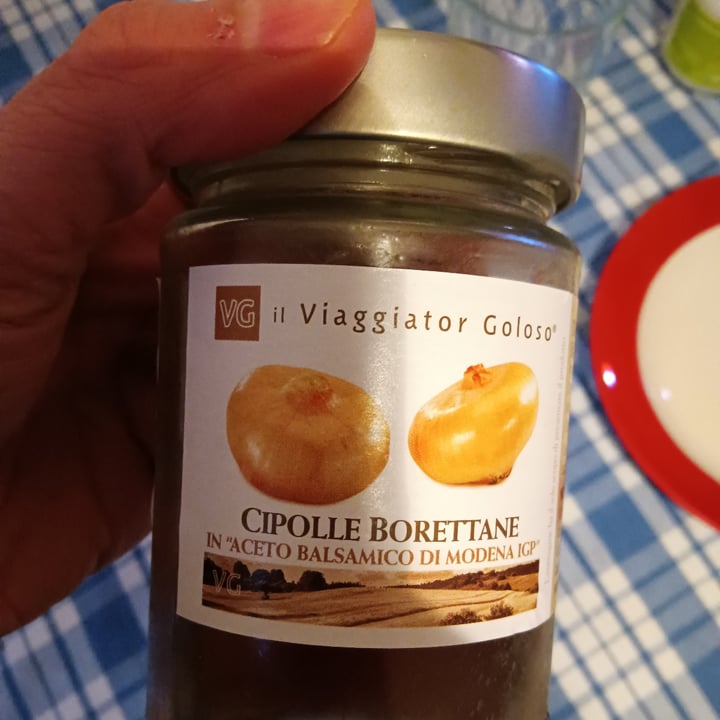 VG il Viaggiator Goloso®
CIPOLLE BORETTANE
IN "ACETO BALSAMICO DI MODENA IGP"
VG